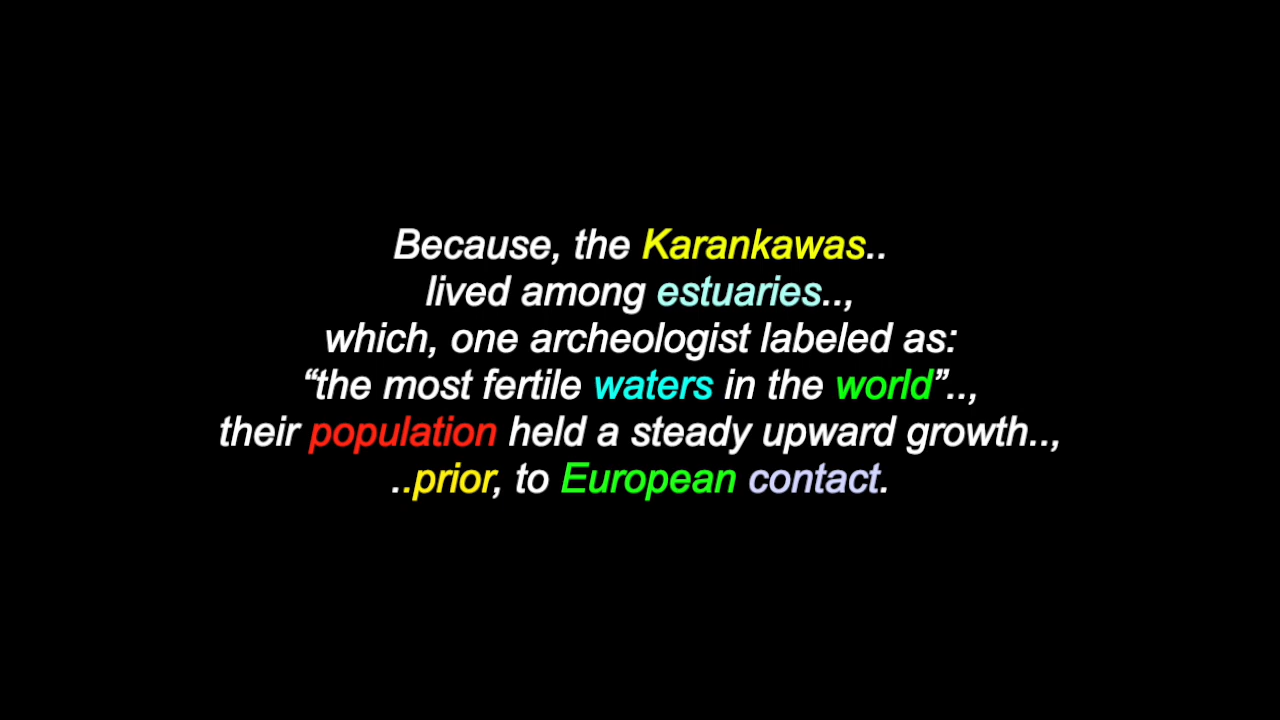 Because, the Karankawas..
lived among estuaries..,
which, one archeologist labeled as:
“the most fertile waters in the world”..,
their population held a steady upward growth..,
..prior, to European contact.